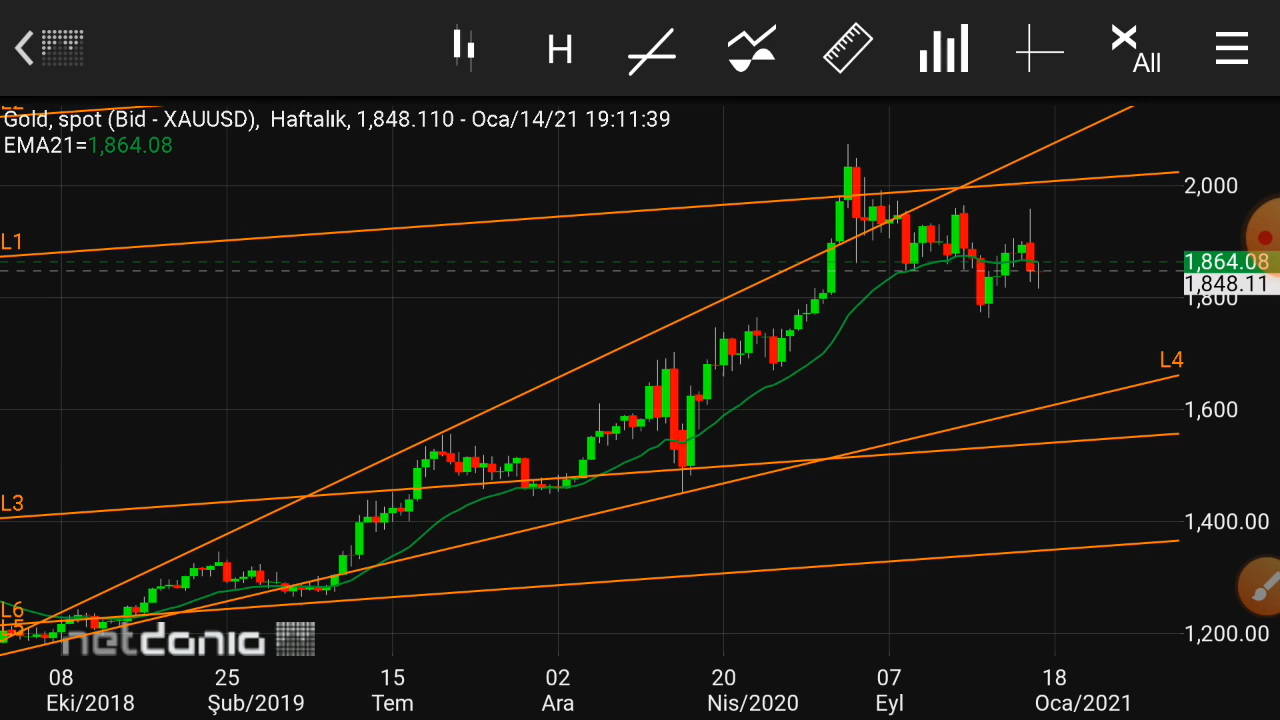 H
All
L2
Gold, spot (Bid - XAUUSD), Haftalık, 1,848.110 - Oca/14/21 19:11:39
EMA21=1,864.08
2,000
L1
1,864.08
1,848.11
1,800
L4
1,600
L3
1,400.00
L6
1,200.00
netdania
08 25 15 02 20 07 18
Eki/2018 Şub/2019 Tem Ara Nis/2020 Eyl Oca/2021